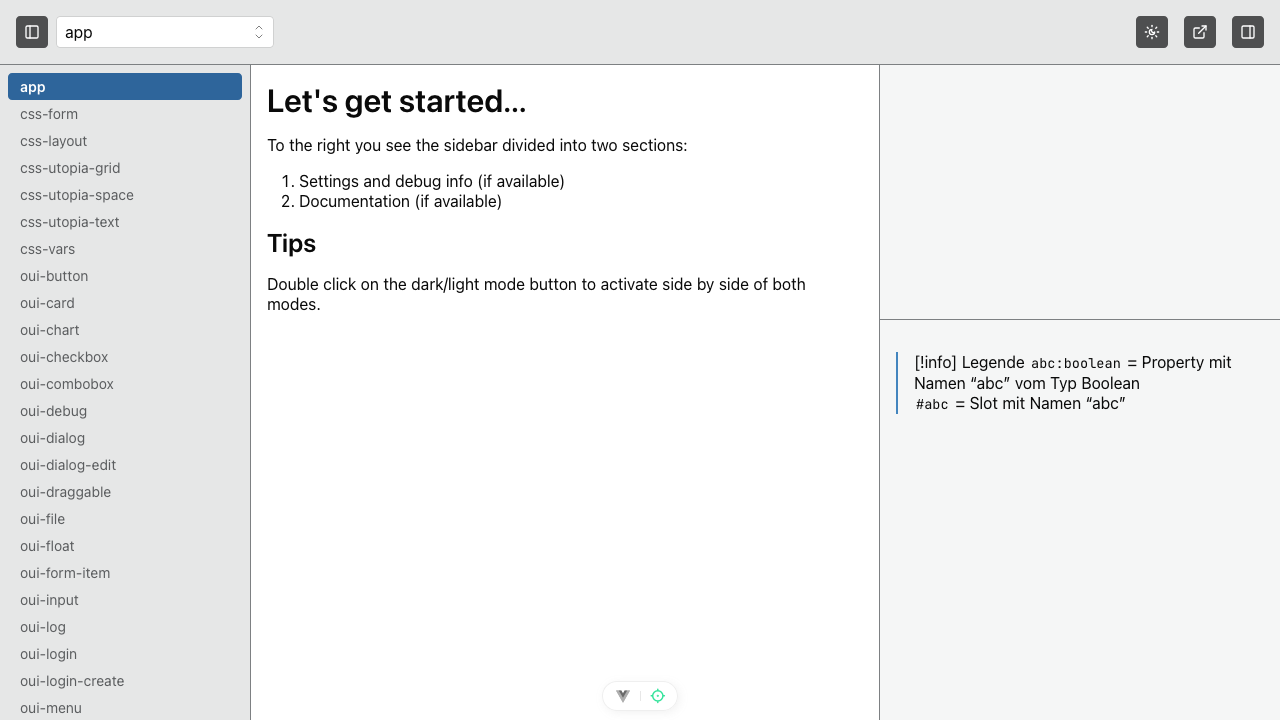 app
app
css-form
css-layout
css-utopia-grid
css-utopia-space
css-utopia-text
css-vars
oui-button
oui-card
oui-chart
oui-checkbox
oui-combobox
oui-debug
oui-dialog
oui-dialog-edit
oui-draggable
oui-file
oui-float
oui-form-item
oui-input
oui-log
oui-login
oui-login-create
oui-menu
Let's get started...
To the right you see the sidebar divided into two sections:
1. Settings and debug info (if available)
2. Documentation (if available)
Tips
Double click on the dark/light mode button to activate side by side of both
modes.
[!info] Legende abc:boolean = Property mit
Namen “abc” vom Typ Boolean
#abc = Slot mit Namen “abc”